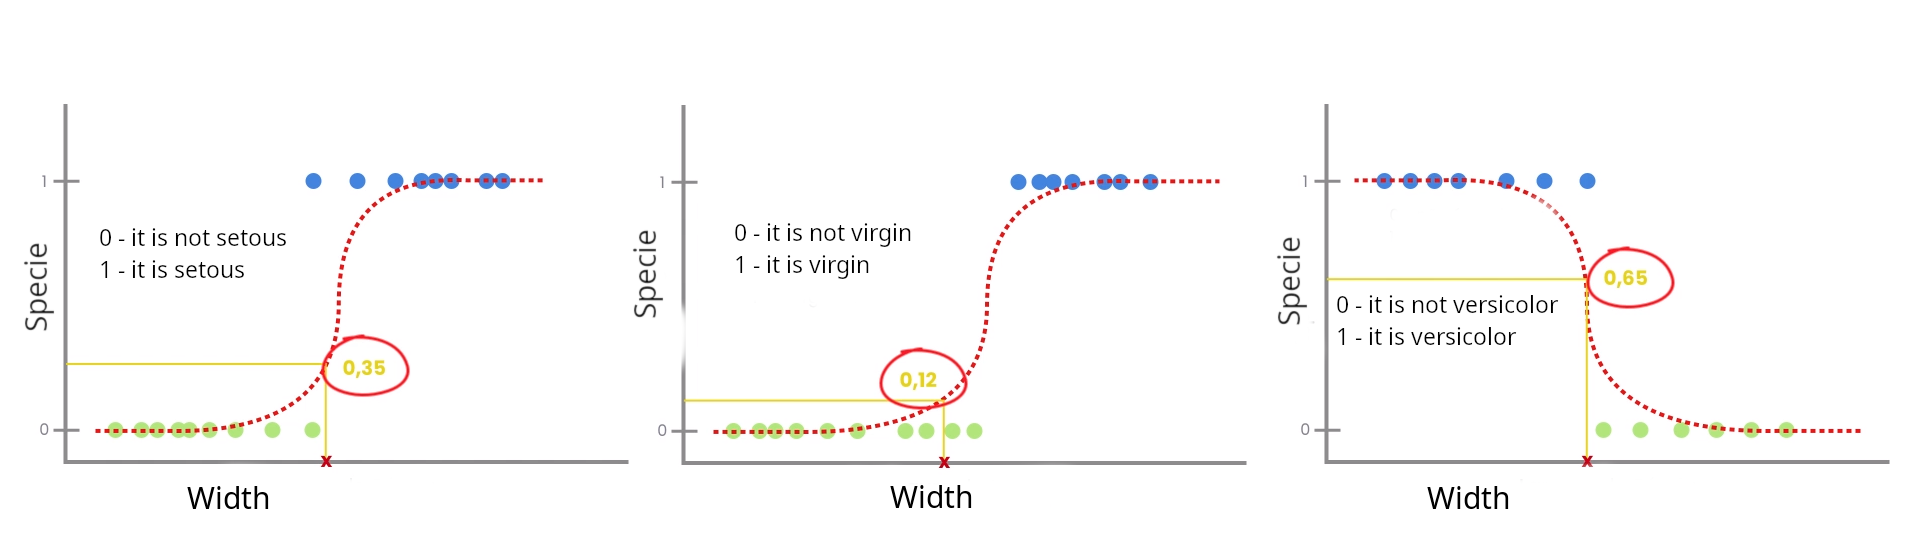 1
0 - it is not setous
1 - it is setous
Specie
0,35
0
x
Width
1
0 - it is not virgin
1 - it is virgin
Specie
0,12
0
x
Width
1
Specie
0,65
0 - it is not versicolor
1 - it is versicolor
0
x
Width